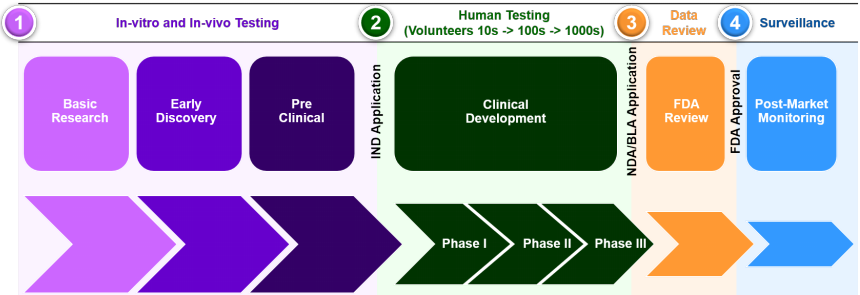 1
In-vitro and In-vivo Testing
2
Human Testing
(Volunteers 10s -> 100s -> 1000s)
3
Data
Review
4
Surveillance
Basic
Research
Early
Discovery
Pre
Clinical
IND Application
Clinical
Development
NDA/BLA Application
FDA
Review
FDA Approval
Post-Market
Monitoring
Phase I
Phase II
Phase III